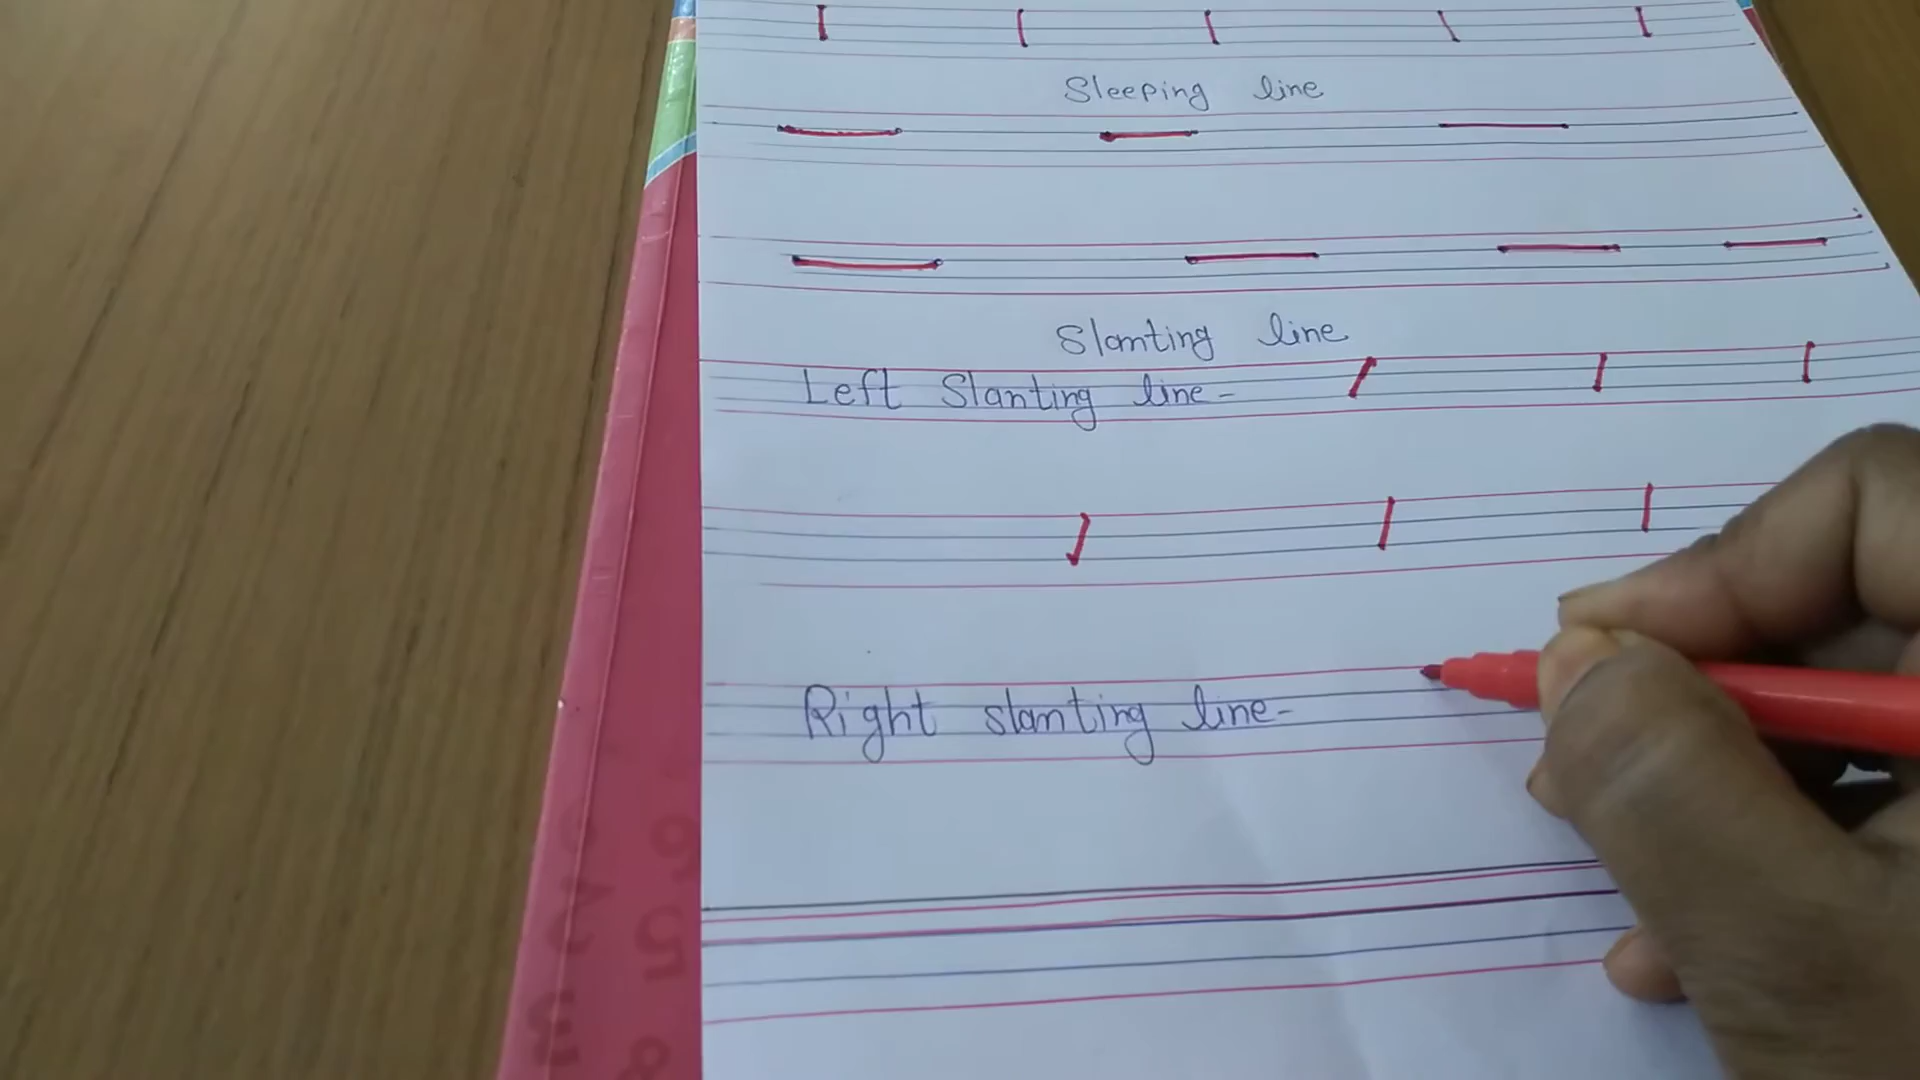 Sleeping line
Slanting line
Left Slanting line-
Right slanting line-